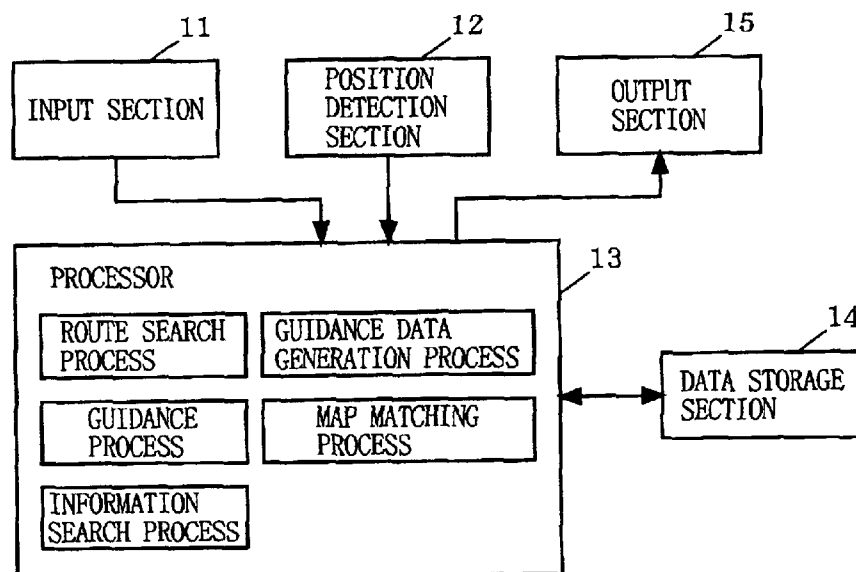 11
12
15
INPUT SECTION
POSITION
DETECTION
SECTION
OUTPUT
SECTION
PROCESSOR
13
ROUTE SEARCH
PROCESS
GUIDANCE DATA
GENERATION PROCESS
GUIDANCE
PROCESS
MAP MATCHING
PROCESS
INFORMATION
SEARCH PROCESS
14
DATA STORAGE
SECTION